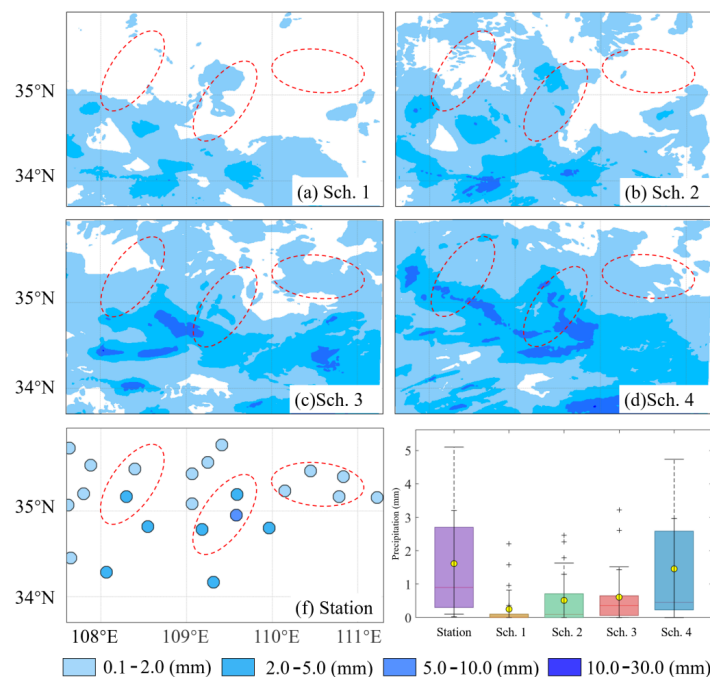 35°N
34°N
(a) Sch. 1
(b) Sch. 2
35°N
34°N
(c)Sch. 3
(d)Sch. 4
35°N
34°N
(f) Station
108°E 109°E 110°E 111°E
Precipitation (mm)
5
4
3
2
1
0
Station Sch. 1 Sch. 2 Sch. 3 Sch. 4
0.1-2.0 (mm) 2.0-5.0 (mm) 5.0-10.0 (mm) 10.0-30.0 (mm)